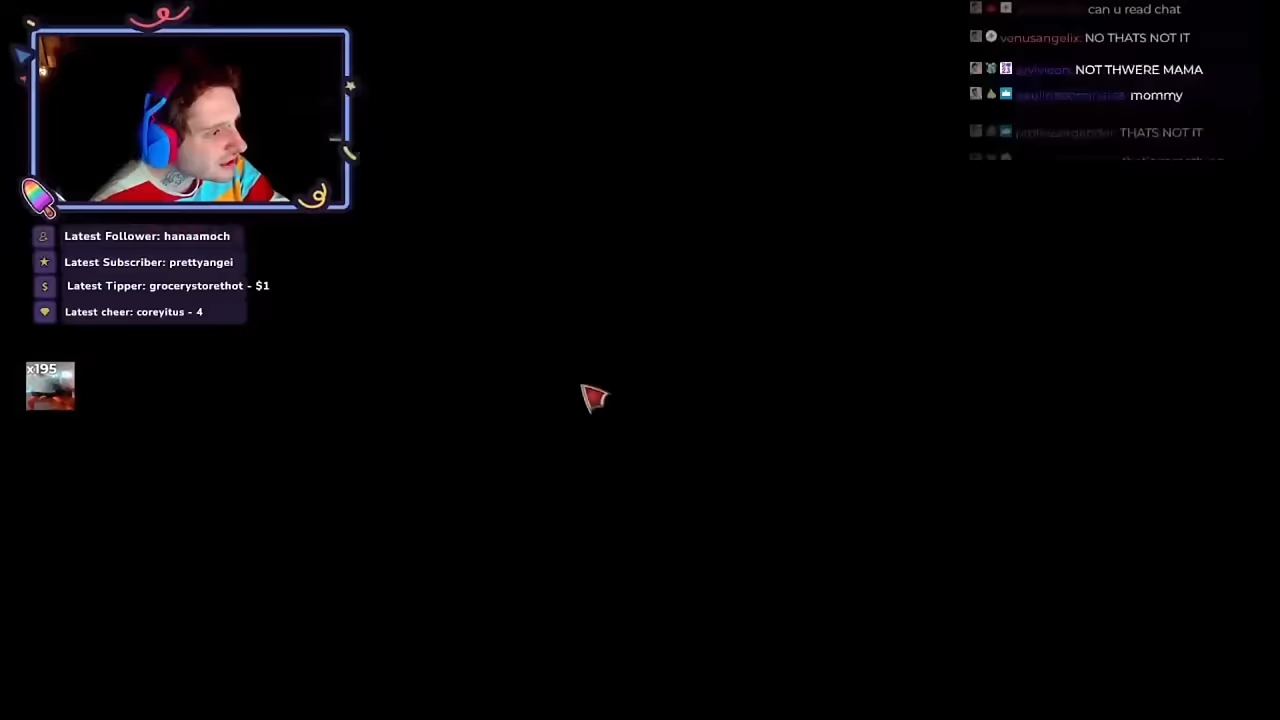 can u read chat
venusangelix: NO THATS NOT IT
NOT THWERE MAMA
mommy
THATS NOT IT
Latest Follower: hanaamoch
Latest Subscriber: prettyangei
Latest Tipper: grocerystorethot - $1
Latest cheer: coreyitus - 4
x195